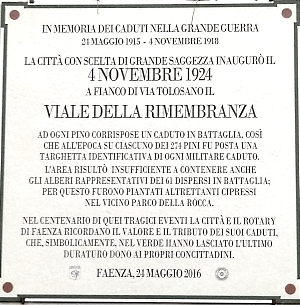 IN MEMORIA DEI CADUTI NELLA GRANDE GUERRA
24 MAGGIO 1915 - 4 NOVEMBRE 1918
LA CITTÀ CON SCELTA DI GRANDE SAGGEZZA INAUGURÒ IL
4 NOVEMBRE 1924
A FIANCO DI VIA TOLOSANO IL
VIALE DELLA RIMEMBRANZA
AD OGNI PINO CORRISPOSE UN CADUTO IN BATTAGLIA. COSÌ
CHE ALL'EPOCA SU CIASCUNO DEI 274 PINI FU POSTA UNA
TARGHETTA IDENTIFICATIVA DI OGNI MILITARE CADUTO.
L'AREA RISULTÒ INSUFFICIENTE A CONTENERE ANCHE
GLI ALBERI RAPPRESENTATIVI DEI 61 DISPERSI IN BATTAGLIA;
PER QUESTO FURONO PIANTATI ALTRETTANTI CIPRESSI
NEL VICINO PARCO DELLA ROCCA.
NEL CENTENARIO DI QUEI TRAGICI EVENTI LA CITTÀ E IL ROTARY
DI FAENZA RICORDANO IL VALORE E IL TRIBUTO DEI SUOI CADUTI,
CHE, SIMBOLICAMENTE, NEL VERDE HANNO LASCIATO L'ULTIMO
DURATURO DONO AI PROPRI CONCITTADINI.
FAENZA, 24 MAGGIO 2016